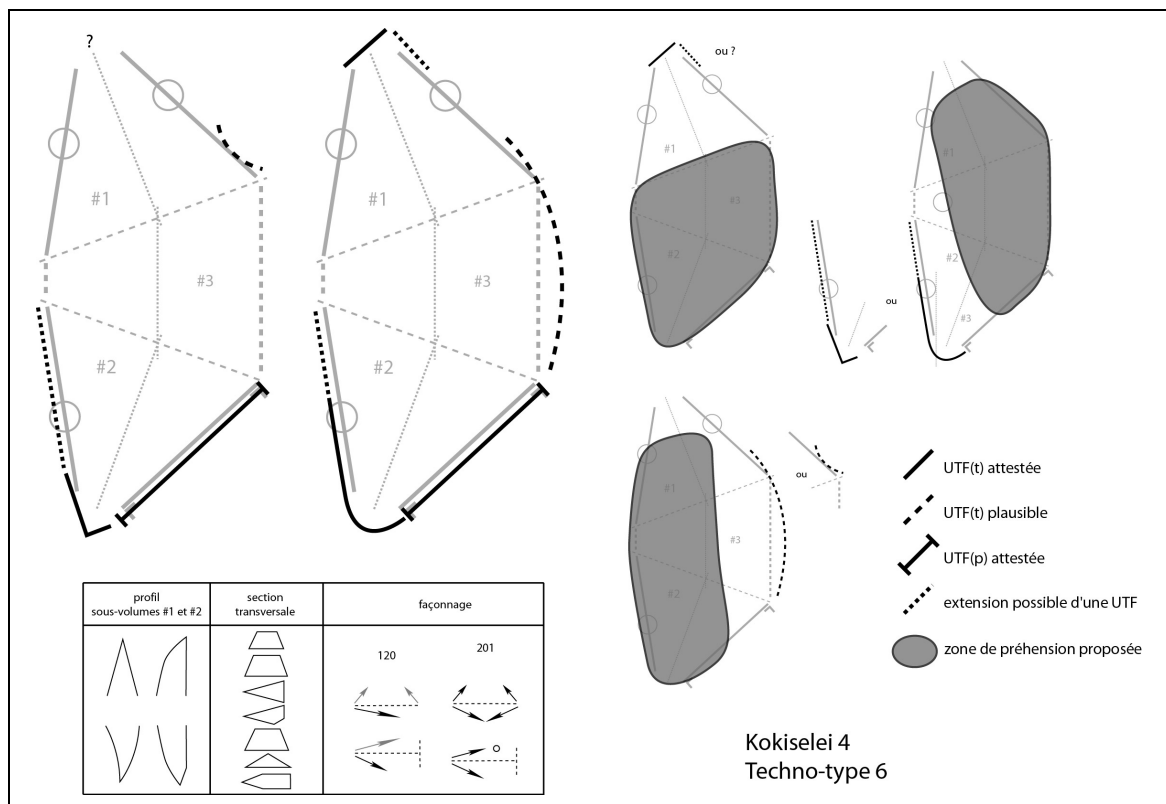 ?
#1
#2
#3
#1
#2
#3
ou ?
#1
#2
#3
ou
#1
#2
#3
#1
#2
#3
ou
UTF(t) attestée
UTF(t) plausible
UTF(p) attestée
extension possible d'une UTF
zone de préhension proposée
profil
sous-volumes #1 et #2
section
transversale
façonnage
120
201
Kokiselei 4
Techno-type 6